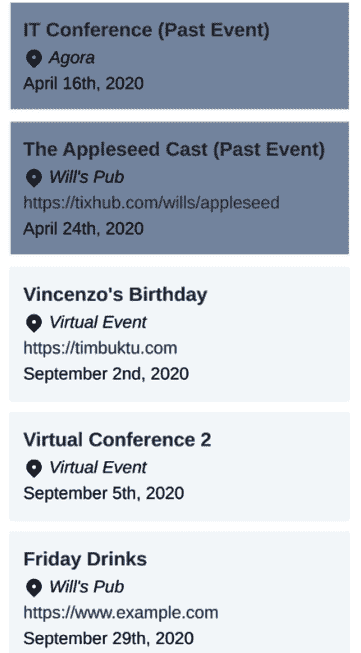 IT Conference (Past Event)
Agora
April 16th, 2020
The Appleseed Cast (Past Event)
Will's Pub
https://tixhub.com/wills/appleseed
April 24th, 2020
Vincenzo's Birthday
Virtual Event
https://timbuktu.com
September 2nd, 2020
Virtual Conference 2
Virtual Event
September 5th, 2020
Friday Drinks
Will's Pub
https://www.example.com
September 29th, 2020